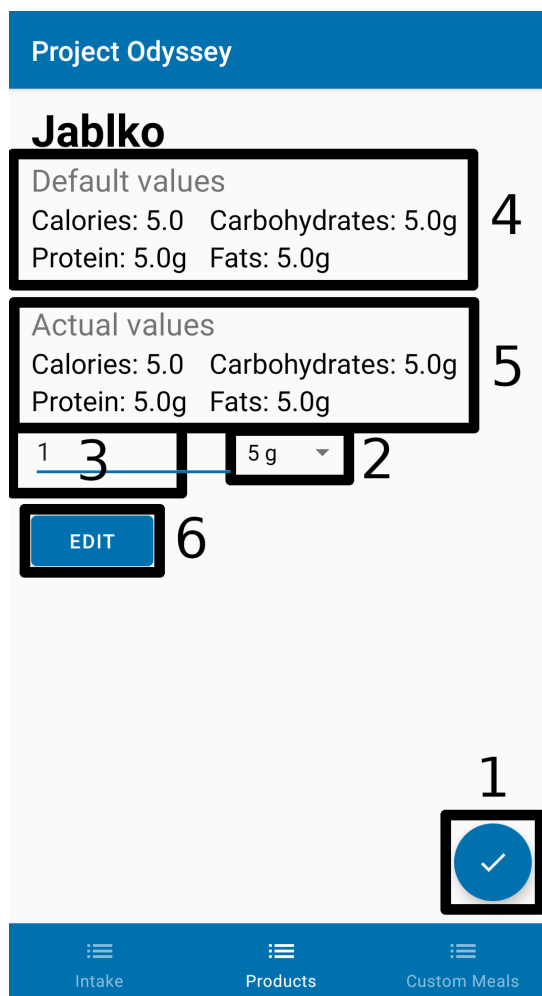 Project Odyssey
Jablko
Default values
Calories: 5.0 Carbohydrates: 5.0g
Protein: 5.0g Fats: 5.0g
4
Actual values
Calories: 5.0 Carbohydrates: 5.0g
Protein: 5.0g Fats: 5.0g
5
1 3 5 g 2
EDIT 6
1
Intake Products Custom Meals